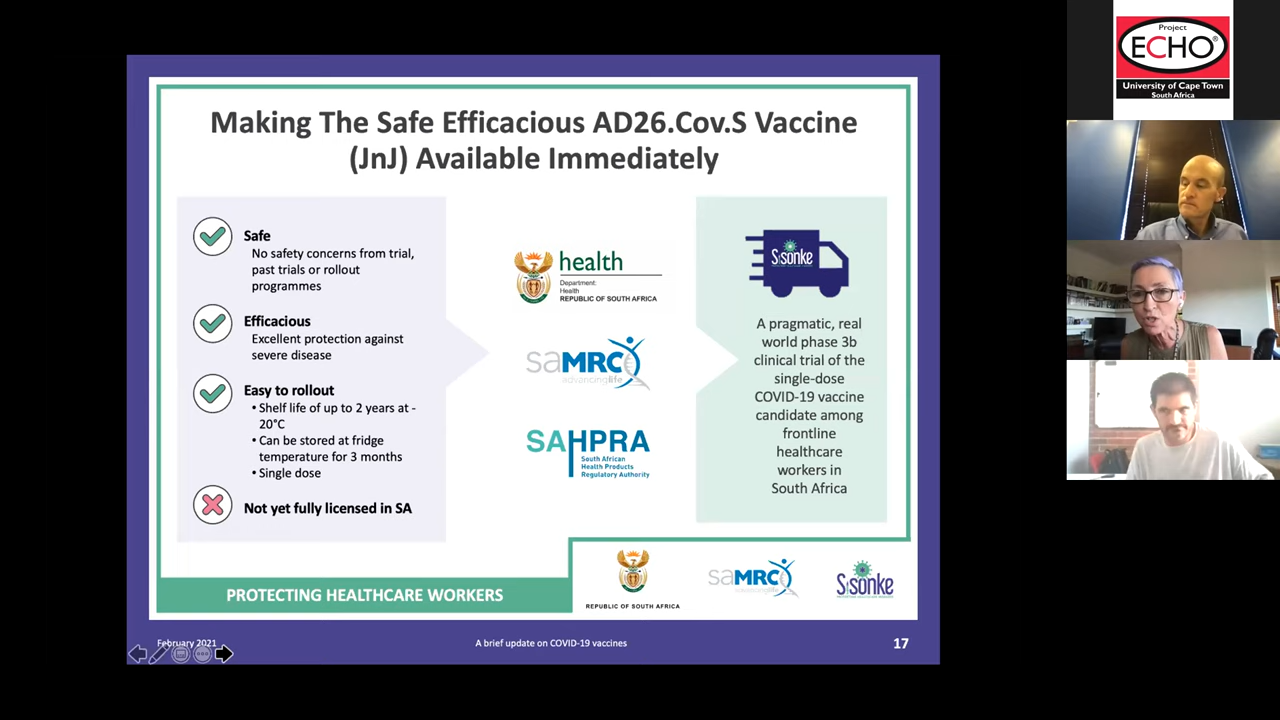 Making The Safe Efficacious AD26.Cov.S Vaccine
(JnJ) Available Immediately
Safe
No safety concerns from trial,
past trials or rollout
programmes
Efficacious
Excellent protection against
severe disease
Easy to rollout
• Shelf life of up to 2 years at -
20°C
• Can be stored at fridge
temperature for 3 months
• Single dose
Not yet fully licensed in SA
health
Department:
Health
REPUBLIC OF SOUTH AFRICA
saMRC
advancing life
SAHPRA
South African
Health Products
Regulatory Authority
Sisonke
A pragmatic, real
world phase 3b
clinical trial of the
single-dose
COVID-19 vaccine
candidate among
frontline
healthcare
workers in
South Africa
PROTECTING HEALTHCARE WORKERS
REPUBLIC OF SOUTH AFRICA
saMRC
advancing life
Sisonke
February 2021
A brief update on COVID-19 vaccines
17
Project
ECHO®
University of Cape Town
South Africa